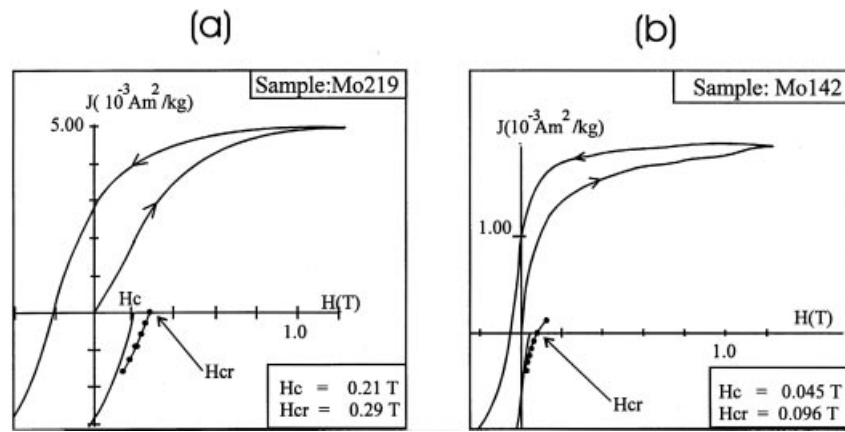 (a)
Sample:Mo219
J( 10⁻³Am²/kg)
5.00
Hc
H(T)
1.0
Hcr
Hc = 0.21 T
Hcr = 0.29 T
(b)
Sample: Mo142
J(10⁻³Am²/kg)
1.00
H(T)
1.0
Hcr
Hc = 0.045 T
Hcr = 0.096 T